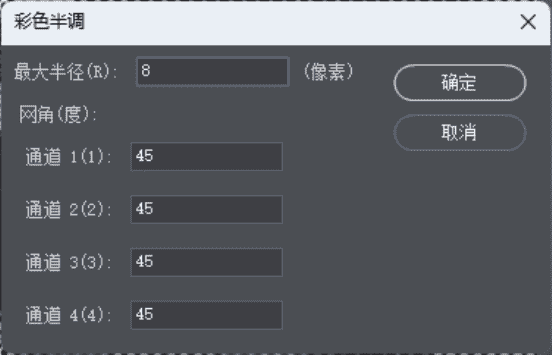 彩色半调
最大半径(R): 8 (像素)
确定
网角(度):
取消
通道 1(1): 45
通道 2(2): 45
通道 3(3): 45
通道 4(4): 45